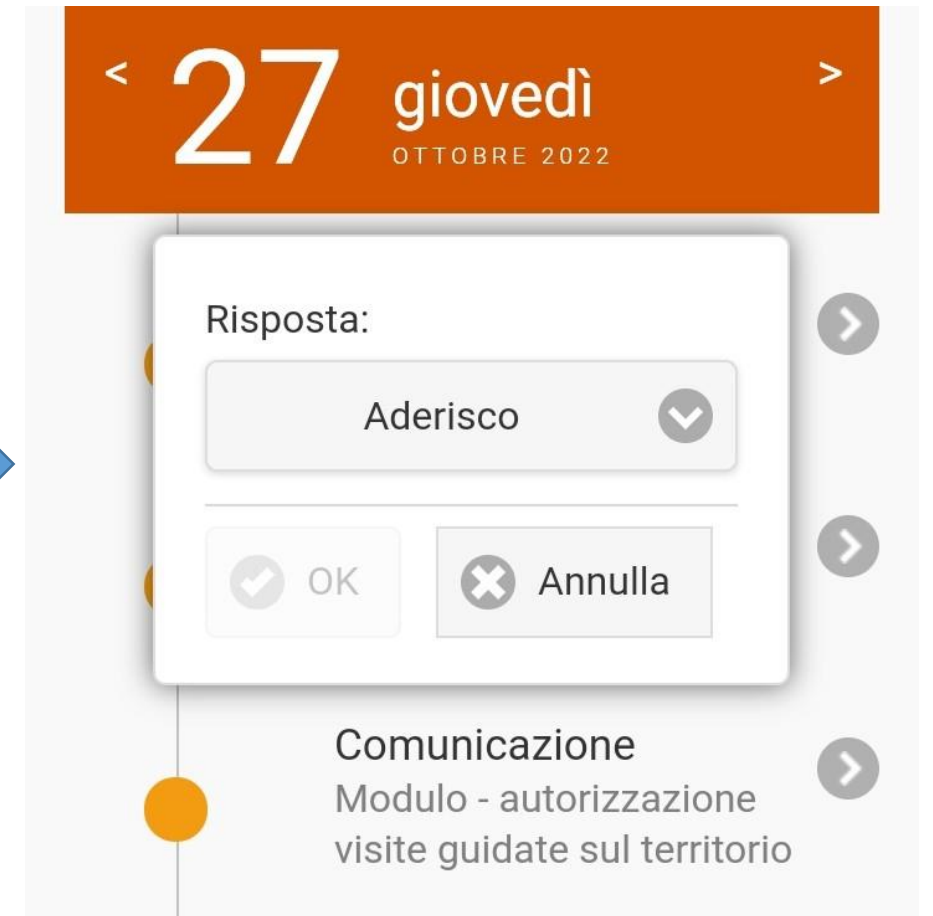 < 27 giovedì >
OTTOBRE 2022
Risposta:
Aderisco
OK Annulla
Comunicazione
Modulo - autorizzazione
visite guidate sul territorio